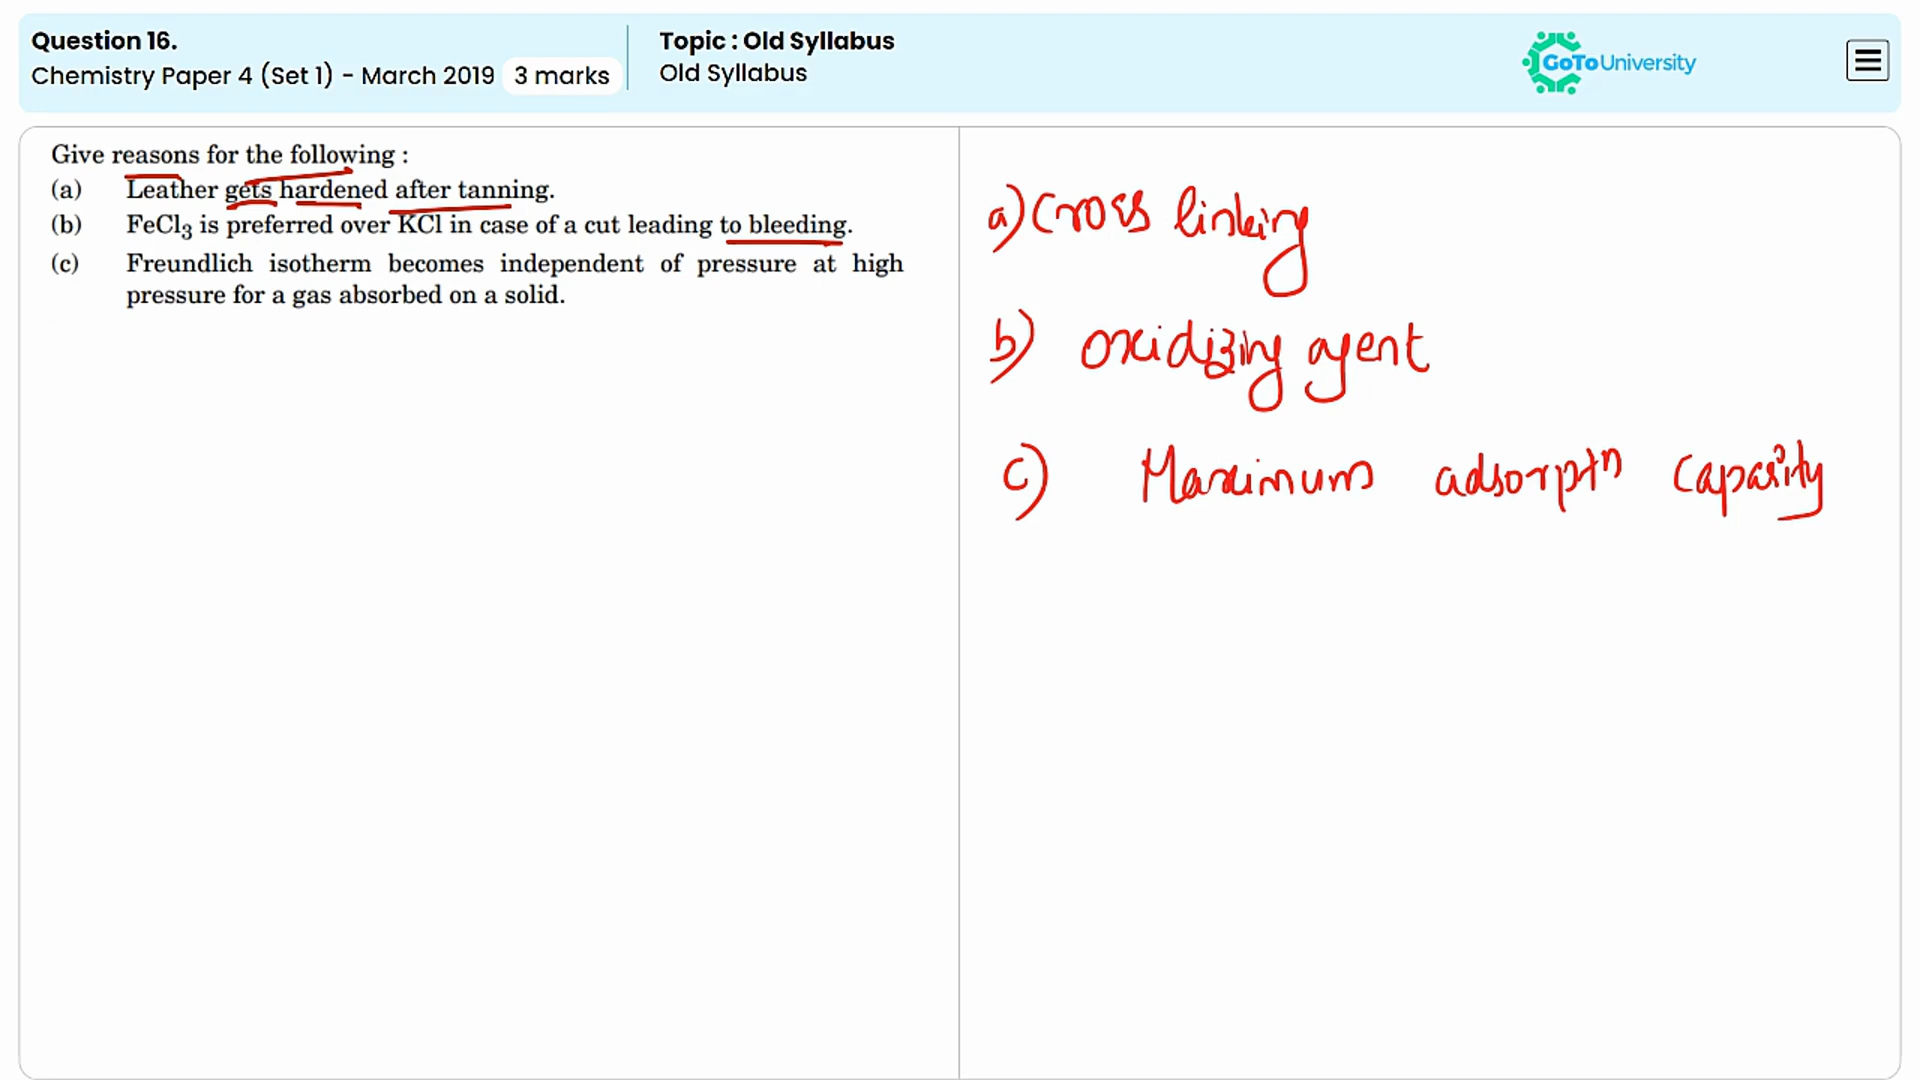 Question 16.
Chemistry Paper 4 (Set 1) - March 2019 3 marks
Topic : Old Syllabus
Old Syllabus
GoToUniversity
Give reasons for the following :
(a) Leather gets hardened after tanning.
(b) FeCl₃ is preferred over KCl in case of a cut leading to bleeding.
(c) Freundlich isotherm becomes independent of pressure at high
pressure for a gas absorbed on a solid.
a) Cross linking
b) oxidizing agent
c) Maximum adsorptⁿ capacity